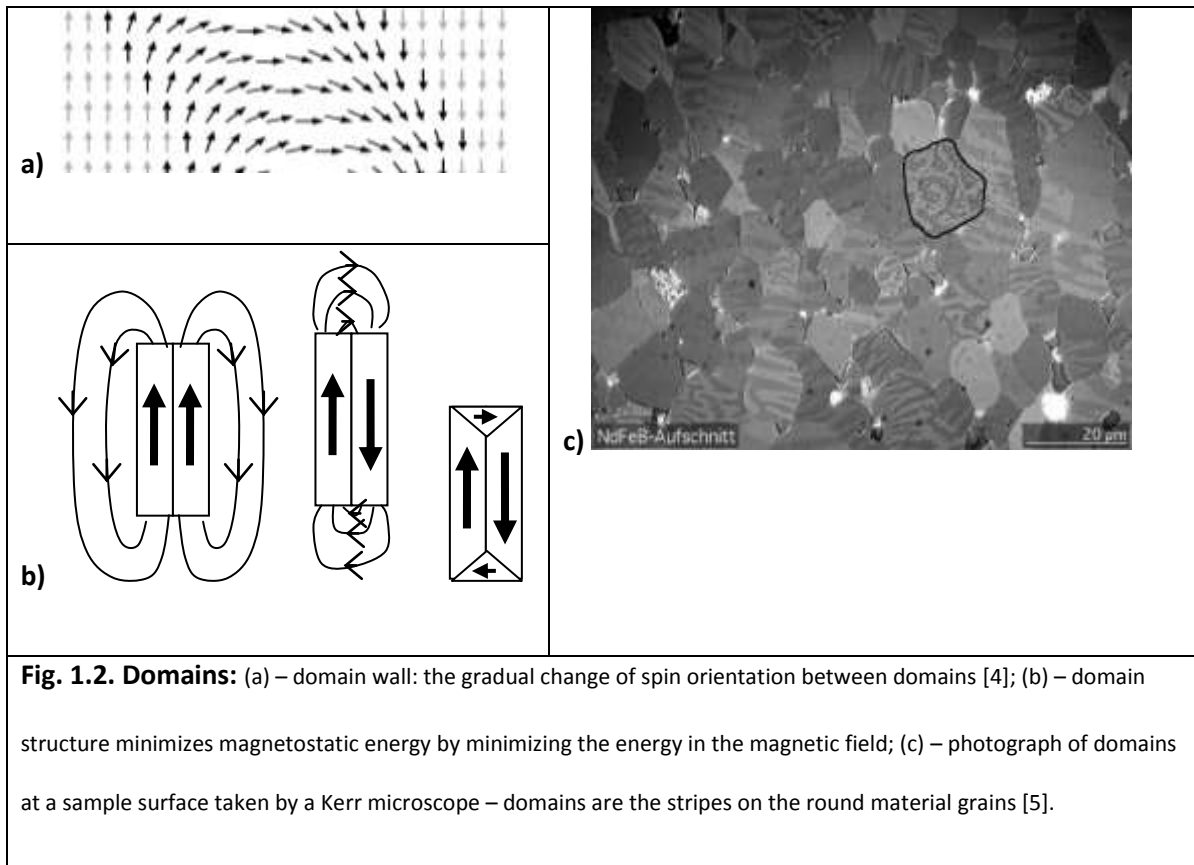 a)
b)
c)
NdFeB-Aufschnitt
20 µm
Fig. 1.2. Domains: (a) – domain wall: the gradual change of spin orientation between domains [4]; (b) – domain
structure minimizes magnetostatic energy by minimizing the energy in the magnetic field; (c) – photograph of domains
at a sample surface taken by a Kerr microscope – domains are the stripes on the round material grains [5].